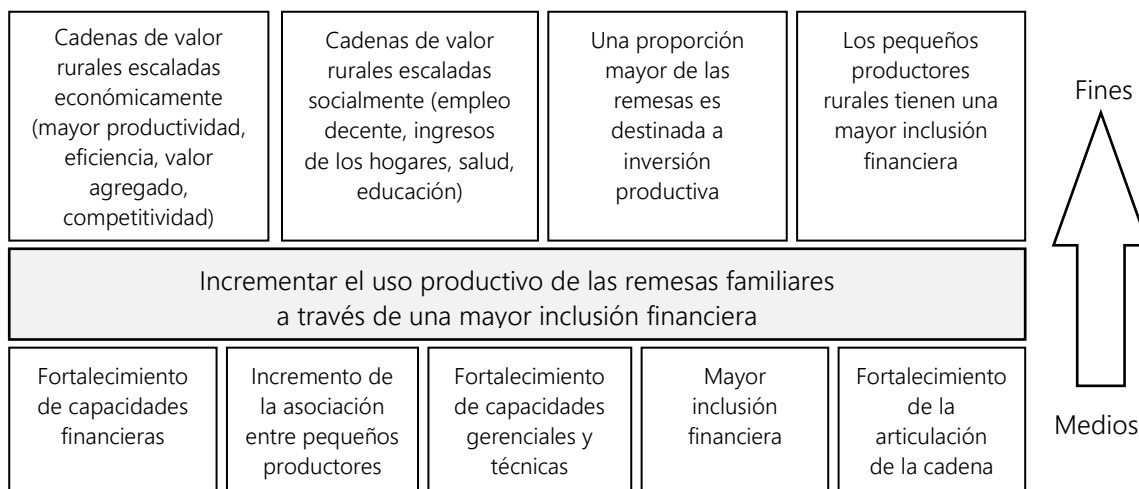 Cadenas de valor
rurales escaladas
económicamente
(mayor productividad,
eficiencia, valor
agregado,
competitividad)
Cadenas de valor
rurales escaladas
socialmente (empleo
decente, ingresos
de los hogares, salud,
educación)
Una proporción
mayor de las
remesas es
destinada a
inversión
productiva
Los pequeños
productores
rurales tienen una
mayor inclusión
financiera
Fines
Incrementar el uso productivo de las remesas familiares
a través de una mayor inclusión financiera
Fortalecimiento
de capacidades
financieras
Incremento de
la asociación
entre pequeños
productores
Fortalecimiento
de capacidades
gerenciales y
técnicas
Mayor
inclusión
financiera
Fortalecimiento
de la
articulación
de la cadena
Medios